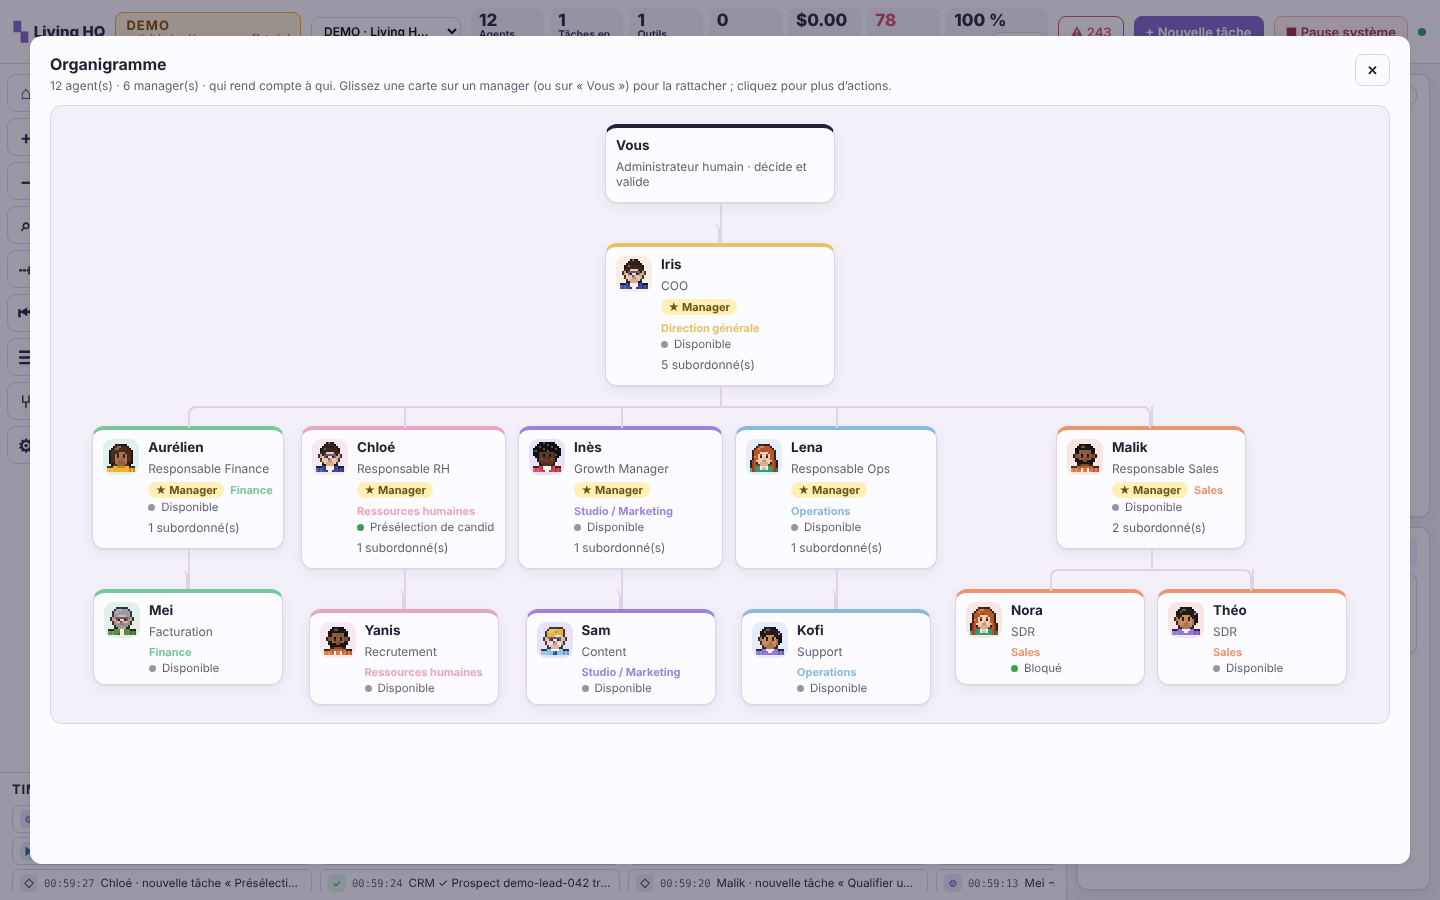 Living HQ
DEMO
DEMO · Living H...
12
Agents
1
Tâches en
1
Outils
0
$0.00
78
100 %
243
+ Nouvelle tâche
Pause système
Organigramme
12 agent(s) · 6 manager(s) · qui rend compte à qui. Glissez une carte sur un manager (ou sur « Vous ») pour la rattacher ; cliquez pour plus d'actions.
×
Vous
Administrateur humain · décide et
valide
Iris
COO
★ Manager
Direction générale
Disponible
5 subordonné(s)
Aurélien
Responsable Finance
★ Manager Finance
Disponible
1 subordonné(s)
Chloé
Responsable RH
★ Manager
Ressources humaines
Présélection de candid
1 subordonné(s)
Inès
Growth Manager
★ Manager
Studio / Marketing
Disponible
1 subordonné(s)
Lena
Responsable Ops
★ Manager
Operations
Disponible
1 subordonné(s)
Malik
Responsable Sales
★ Manager Sales
Disponible
2 subordonné(s)
Mei
Facturation
Finance
Disponible
Yanis
Recrutement
Ressources humaines
Disponible
Sam
Content
Studio / Marketing
Disponible
Kofi
Support
Operations
Disponible
Nora
SDR
Sales
Bloqué
Théo
SDR
Sales
Disponible
00:59:27 Chloé · nouvelle tâche « Présélecti...
00:59:24 CRM ✓ Prospect demo-lead-042 tr...
00:59:20 Malik · nouvelle tâche « Qualifier u...
00:59:13 Mei